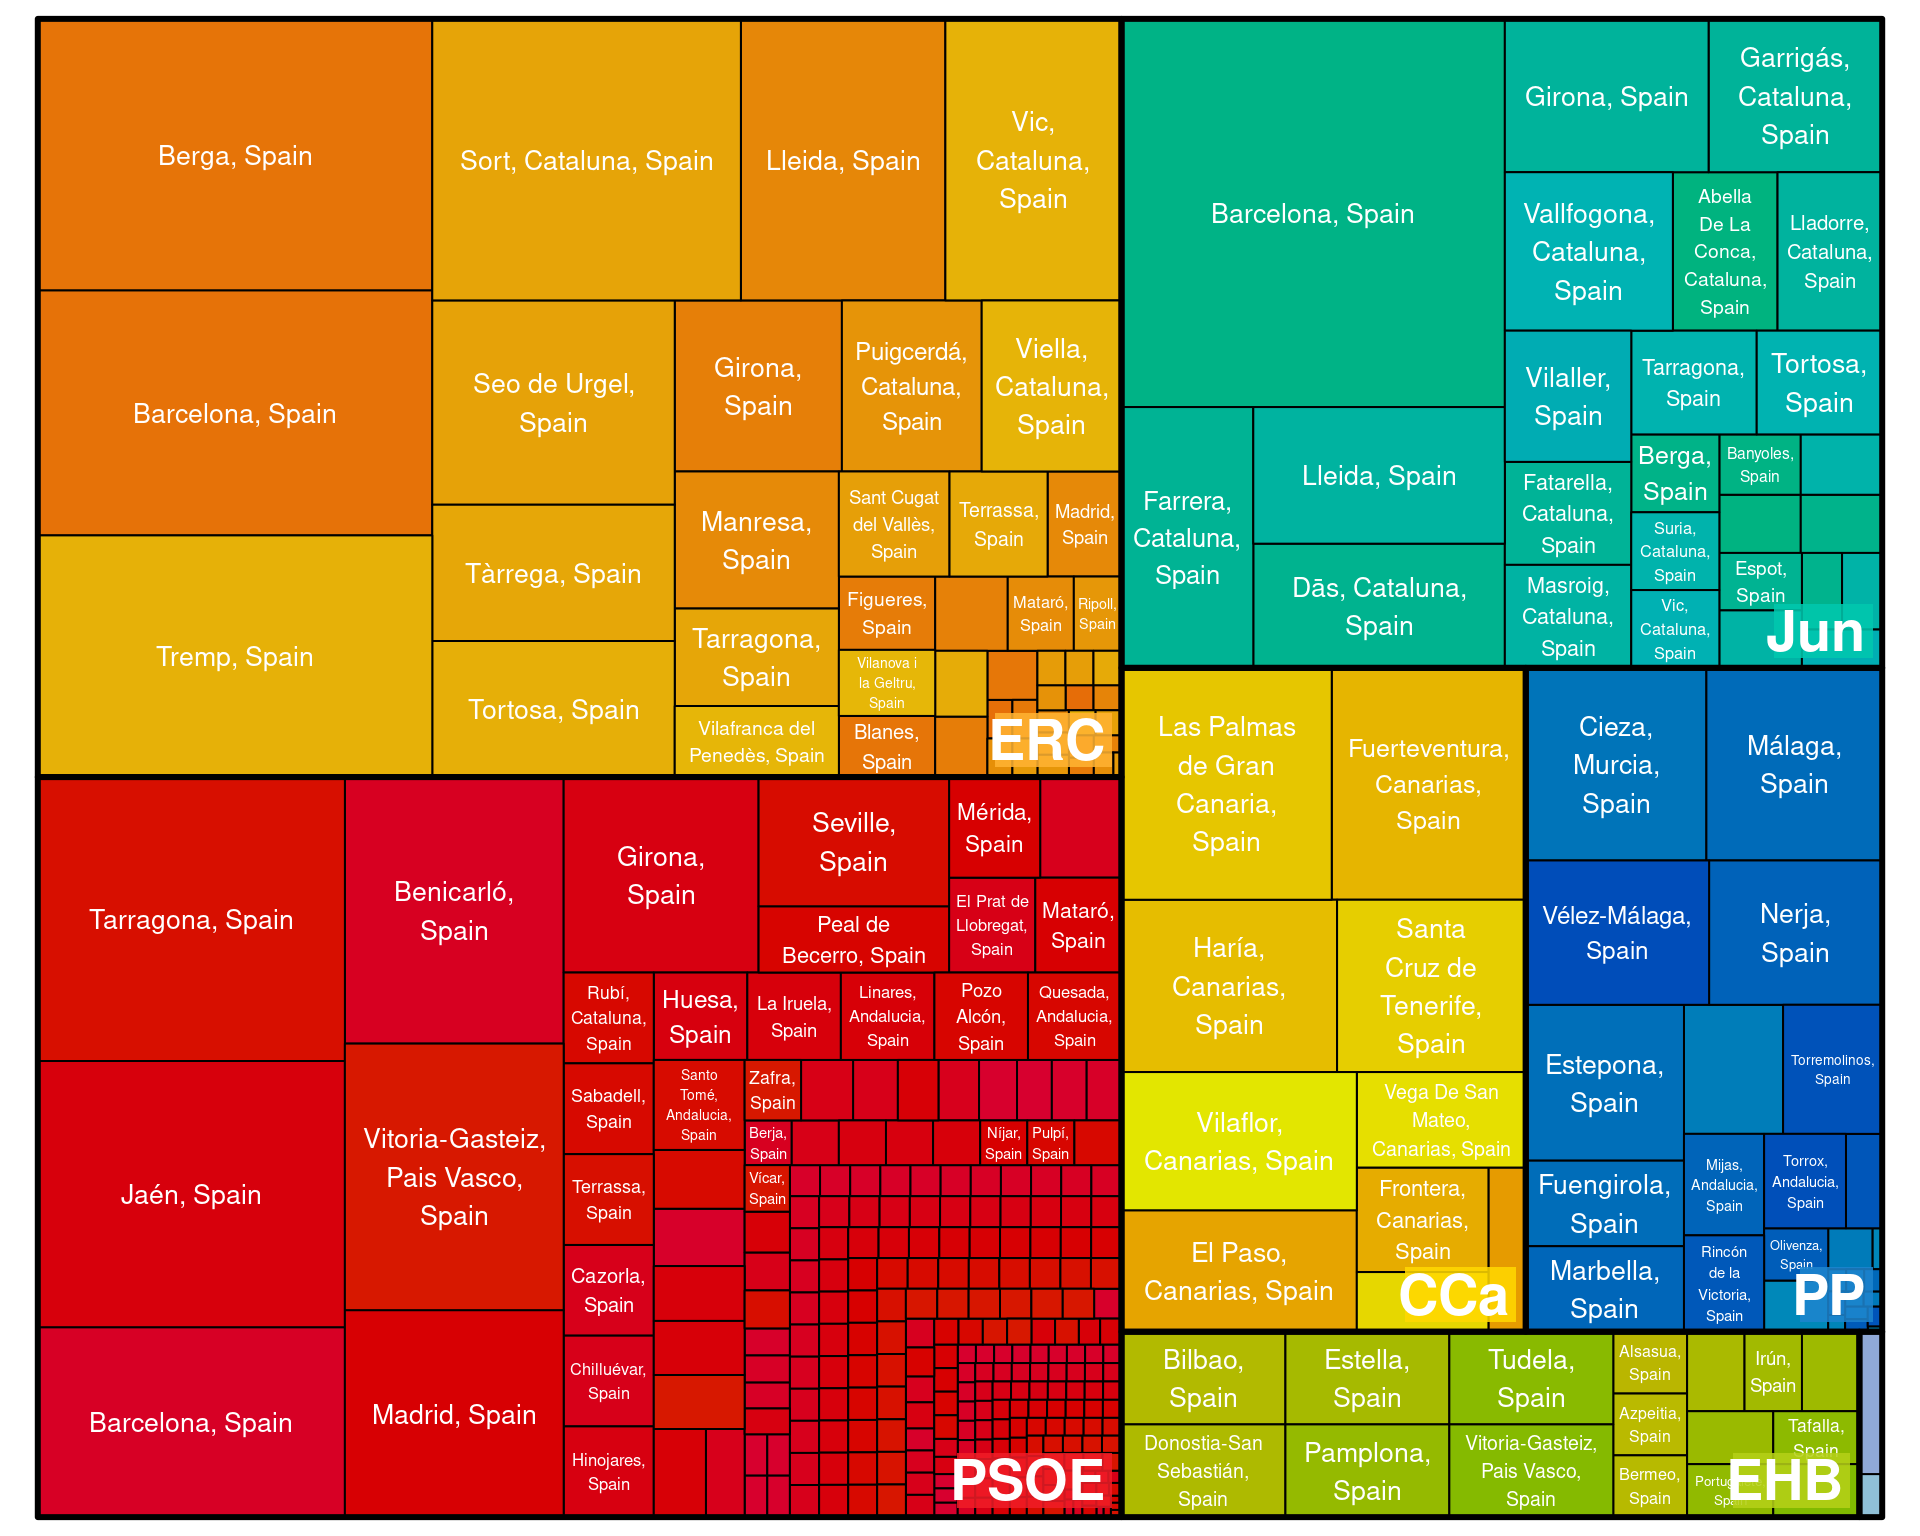 Berga, Spain
Barcelona, Spain
Tremp, Spain
Sort, Cataluna, Spain
Lleida, Spain
Vic,
Cataluna,
Spain
Seo de Urgel,
Spain
Tàrrega, Spain
Tortosa, Spain
Girona,
Spain
Puigcerdá,
Cataluna,
Spain
Viella,
Cataluna,
Spain
Manresa,
Spain
Tarragona,
Spain
Vilafranca del
Penedès, Spain
Sant Cugat
del Vallès,
Spain
Terrassa,
Spain
Madrid,
Spain
Figueres,
Spain
Mataró,
Spain
Ripoll,
Spain
Vilanova i
la Geltru,
Spain
Blanes,
Spain
ERC
Barcelona, Spain
Girona, Spain
Garrigás,
Cataluna,
Spain
Vallfogona,
Cataluna,
Spain
Abella
De La
Conca,
Cataluna,
Spain
Lladorre,
Cataluna,
Spain
Farrera,
Cataluna,
Spain
Lleida, Spain
Dās, Cataluna,
Spain
Vilaller,
Spain
Tarragona,
Spain
Tortosa,
Spain
Fatarella,
Cataluna,
Spain
Masroig,
Cataluna,
Spain
Berga,
Spain
Suria,
Cataluna,
Spain
Vic,
Cataluna,
Spain
Banyoles,
Spain
Espot,
Spain
Jun
Tarragona, Spain
Jaén, Spain
Barcelona, Spain
Benicarló,
Spain
Vitoria-Gasteiz,
Pais Vasco,
Spain
Madrid, Spain
Girona,
Spain
Seville,
Spain
Peal de
Becerro, Spain
Mérida,
Spain
El Prat de
Llobregat,
Spain
Mataró,
Spain
Rubí,
Cataluna,
Spain
Sabadell,
Spain
Terrassa,
Spain
Cazorla,
Spain
Chilluévar,
Spain
Hinojares,
Spain
Huesa,
Spain
La Iruela,
Spain
Linares,
Andalucia,
Spain
Pozo
Alcón,
Spain
Quesada,
Andalucia,
Spain
Santo
Tomé,
Andalucia,
Spain
Zafra,
Spain
Berja,
Spain
Níjar,
Spain
Pulpí,
Spain
Vícar,
Spain
PSOE
Las Palmas
de Gran
Canaria,
Spain
Fuerteventura,
Canarias,
Spain
Haría,
Canarias,
Spain
Santa
Cruz de
Tenerife,
Spain
Vilaflor,
Canarias, Spain
Vega De San
Mateo,
Canarias, Spain
El Paso,
Canarias, Spain
Frontera,
Canarias,
Spain
CCa
Cieza,
Murcia,
Spain
Málaga,
Spain
Vélez-Málaga,
Spain
Nerja,
Spain
Estepona,
Spain
Torremolinos,
Spain
Fuengirola,
Spain
Marbella,
Spain
Mijas,
Andalucia,
Spain
Torrox,
Andalucia,
Spain
Rincón
de la
Victoria,
Spain
Olivenza,
Spain
PP
Bilbao,
Spain
Estella,
Spain
Tudela,
Spain
Donostia-San
Sebastián,
Spain
Pamplona,
Spain
Vitoria-Gasteiz,
Pais Vasco,
Spain
Alsasua,
Spain
Azpeitia,
Spain
Bermeo,
Spain
Irún,
Spain
Tafalla,
Spain
EHB